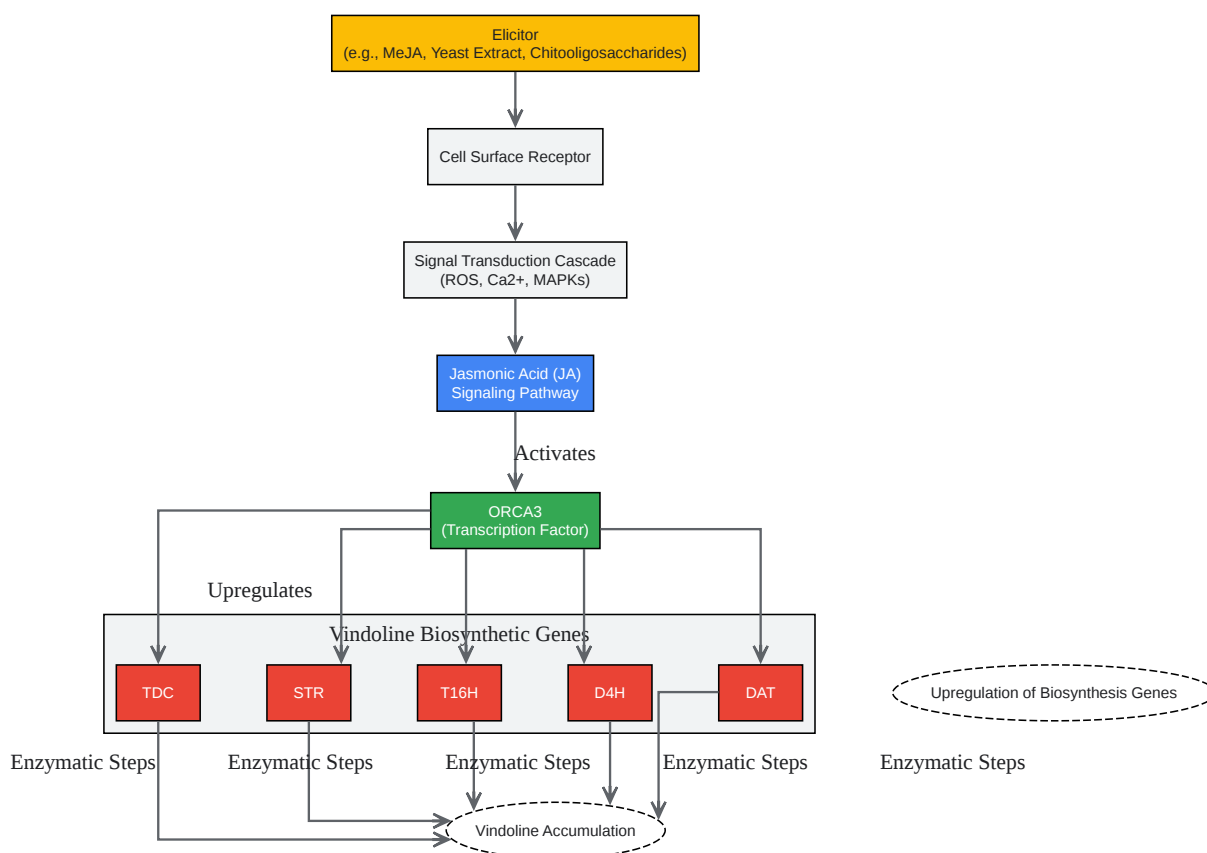 Elicitor
(e.g., MeJA, Yeast Extract, Chitooligosaccharides)
Cell Surface Receptor
Signal Transduction Cascade
(ROS, Ca2+, MAPKs)
Jasmonic Acid (JA)
Signaling Pathway
Activates
ORCA3
(Transcription Factor)
Upregulates
Vindoline Biosynthetic Genes
TDC
STR
T16H
D4H
DAT
Upregulation of Biosynthesis Genes
Enzymatic Steps
Enzymatic Steps
Enzymatic Steps
Enzymatic Steps
Enzymatic Steps
Vindoline Accumulation